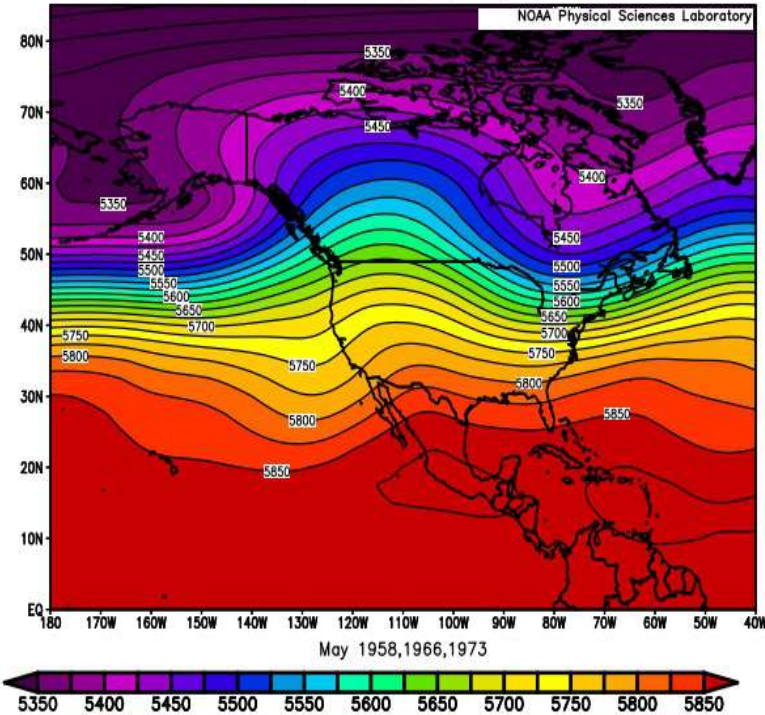 NOAA Physical Sciences Laboratory
80N
5350
5400
70N
5350
5450
60N
5400
5350
5400
5450
50N
5450
5500
5500
5550
5550
5600
5600
5650
5650
40N
5700
5700
5750
5750
5750
5800
5800
30N
5850
5800
20N
5850
10N
EQ
180 170W 160W 150W 140W 130W 120W 110W 100W 90W 80W 70W 60W 50W 40W
May 1958,1966,1973
5350 5400 5450 5500 5550 5600 5650 5700 5750 5800 5850